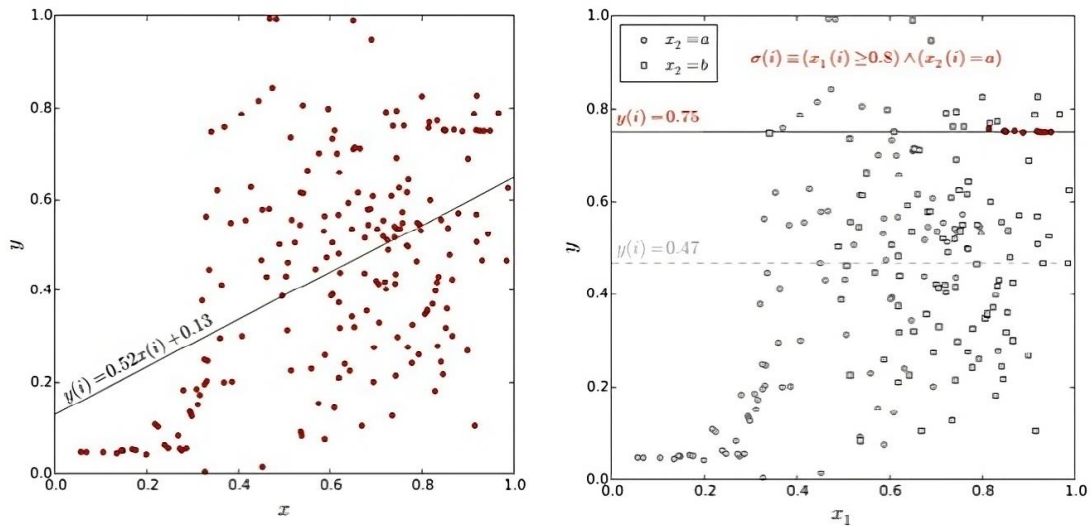 1.0
0.8
0.6
0.4
0.2
0.0
y
y(i)=0.52x(i)+0.13
0.0 0.2 0.4 0.6 0.8 1.0
x
1.0
0.8
0.6
0.4
0.2
0.0
y
x₂=a
x₂=b
σ(i)≡(x₁(i)≥0.8)∧(x₂(i)=a)
y(i)=0.75
y(i)=0.47
0.0 0.2 0.4 0.6 0.8 1.0
x₁